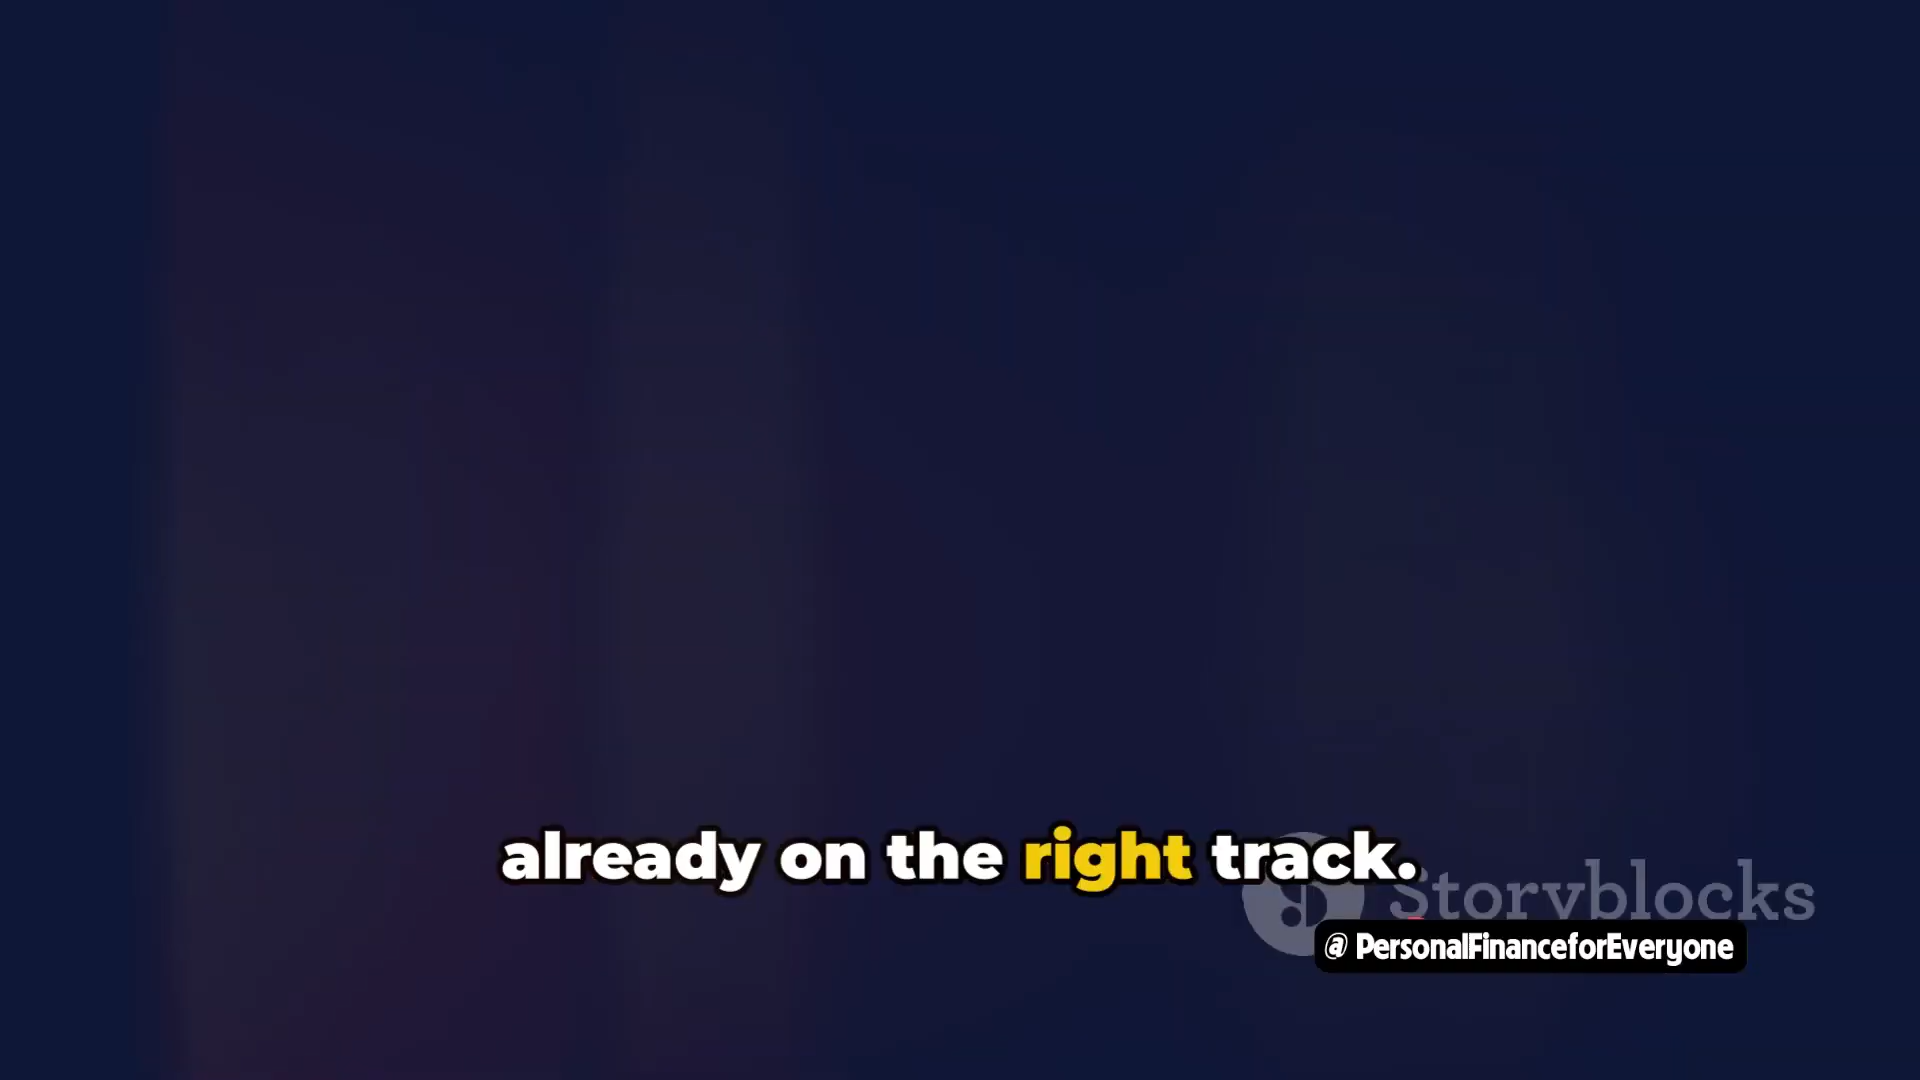 already on the right track.
Storyblocks
@ PersonalFinanceforEveryone